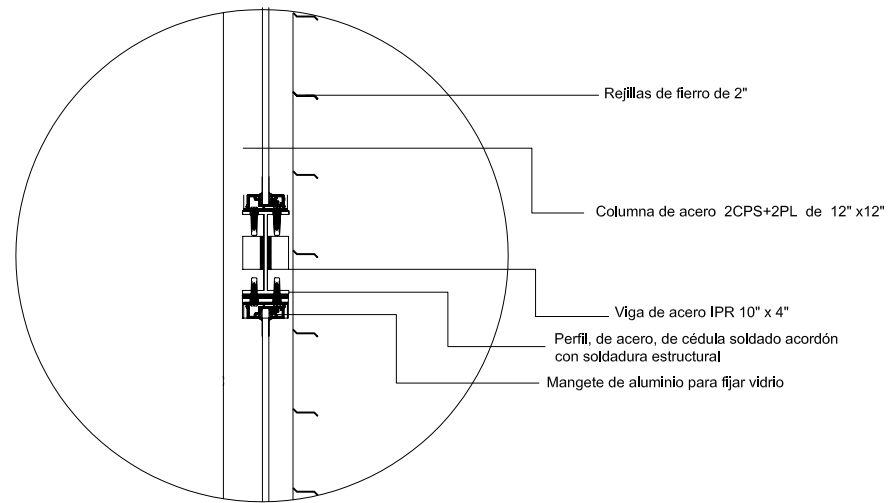 Rejillas de fierro de 2"
Columna de acero 2CPS+2PL de 12" x12"
Viga de acero IPR 10" x 4"
Perfil, de acero, de cédula soldado acordón
con soldadura estructural
Mangete de aluminio para fijar vidrio